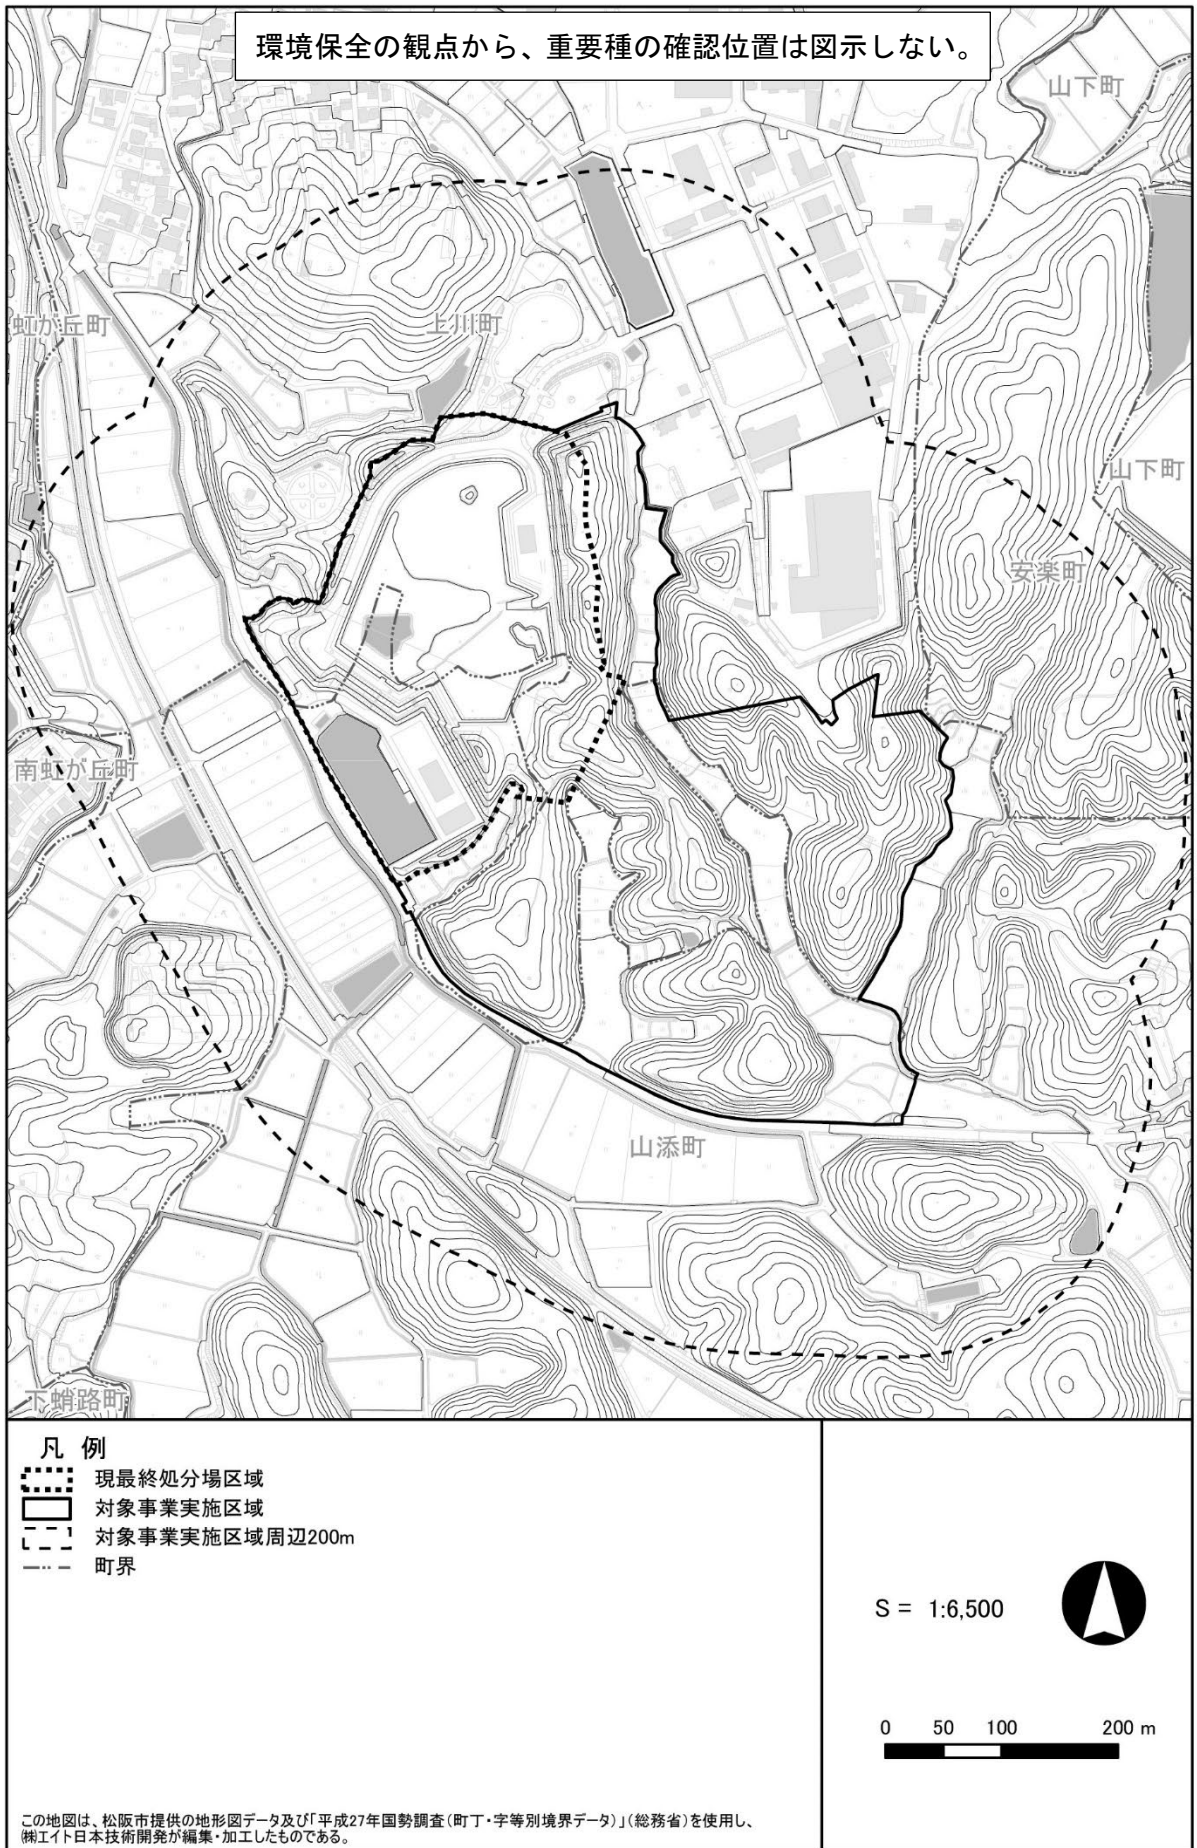 環境保全の観点から、重要種の確認位置は図示しない。
山下町
虹が丘町
上川町
山下町
安楽町
南虹が丘町
山添町
下蛸路町
凡 例
現最終処分場区域
対象事業実施区域
対象事業実施区域周辺200m
町界
S = 1:6,500
0 50 100 200 m
この地図は、松阪市提供の地形図データ及び「平成27年国勢調査(町丁・字等別境界データ)」(総務省)を使用し、
㈱エイト日本技術開発が編集・加工したものである。